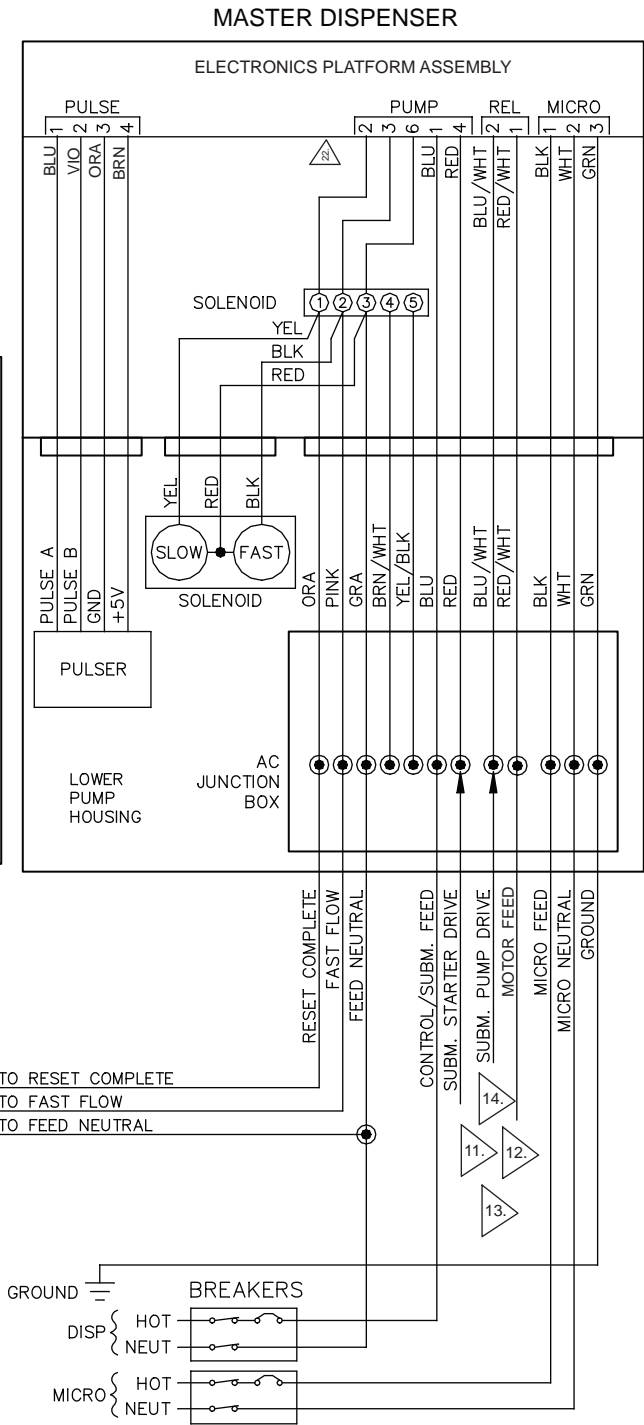 MASTER DISPENSER
ELECTRONICS PLATFORM ASSEMBLY
PULSE PUMP REL MICRO
1 2 3 4 2 3 6 1 4 2 1 1 2 3
BLU VIO ORA BRN 22. BLU RED BLU/WHT RED/WHT BLK WHT GRN
SOLENOID 1 2 3 4 5
YEL
BLK
RED
YEL RED BLK
SLOW FAST
SOLENOID
PULSE A PULSE B GND +5V
ORA PINK GRA BRN/WHT YEL/BLK BLU RED BLU/WHT RED/WHT BLK WHT GRN
PULSER
LOWER
PUMP
HOUSING
AC
JUNCTION
BOX
RESET COMPLETE
FAST FLOW
FEED NEUTRAL
CONTROL/SUBM. FEED
SUBM. STARTER DRIVE
SUBM. PUMP DRIVE
MOTOR FEED
MICRO FEED
MICRO NEUTRAL
GROUND
TO RESET COMPLETE
TO FAST FLOW
TO FEED NEUTRAL
14.
11. 12.
13.
GROUND
BREAKERS
DISP HOT
NEUT
MICRO HOT
NEUT